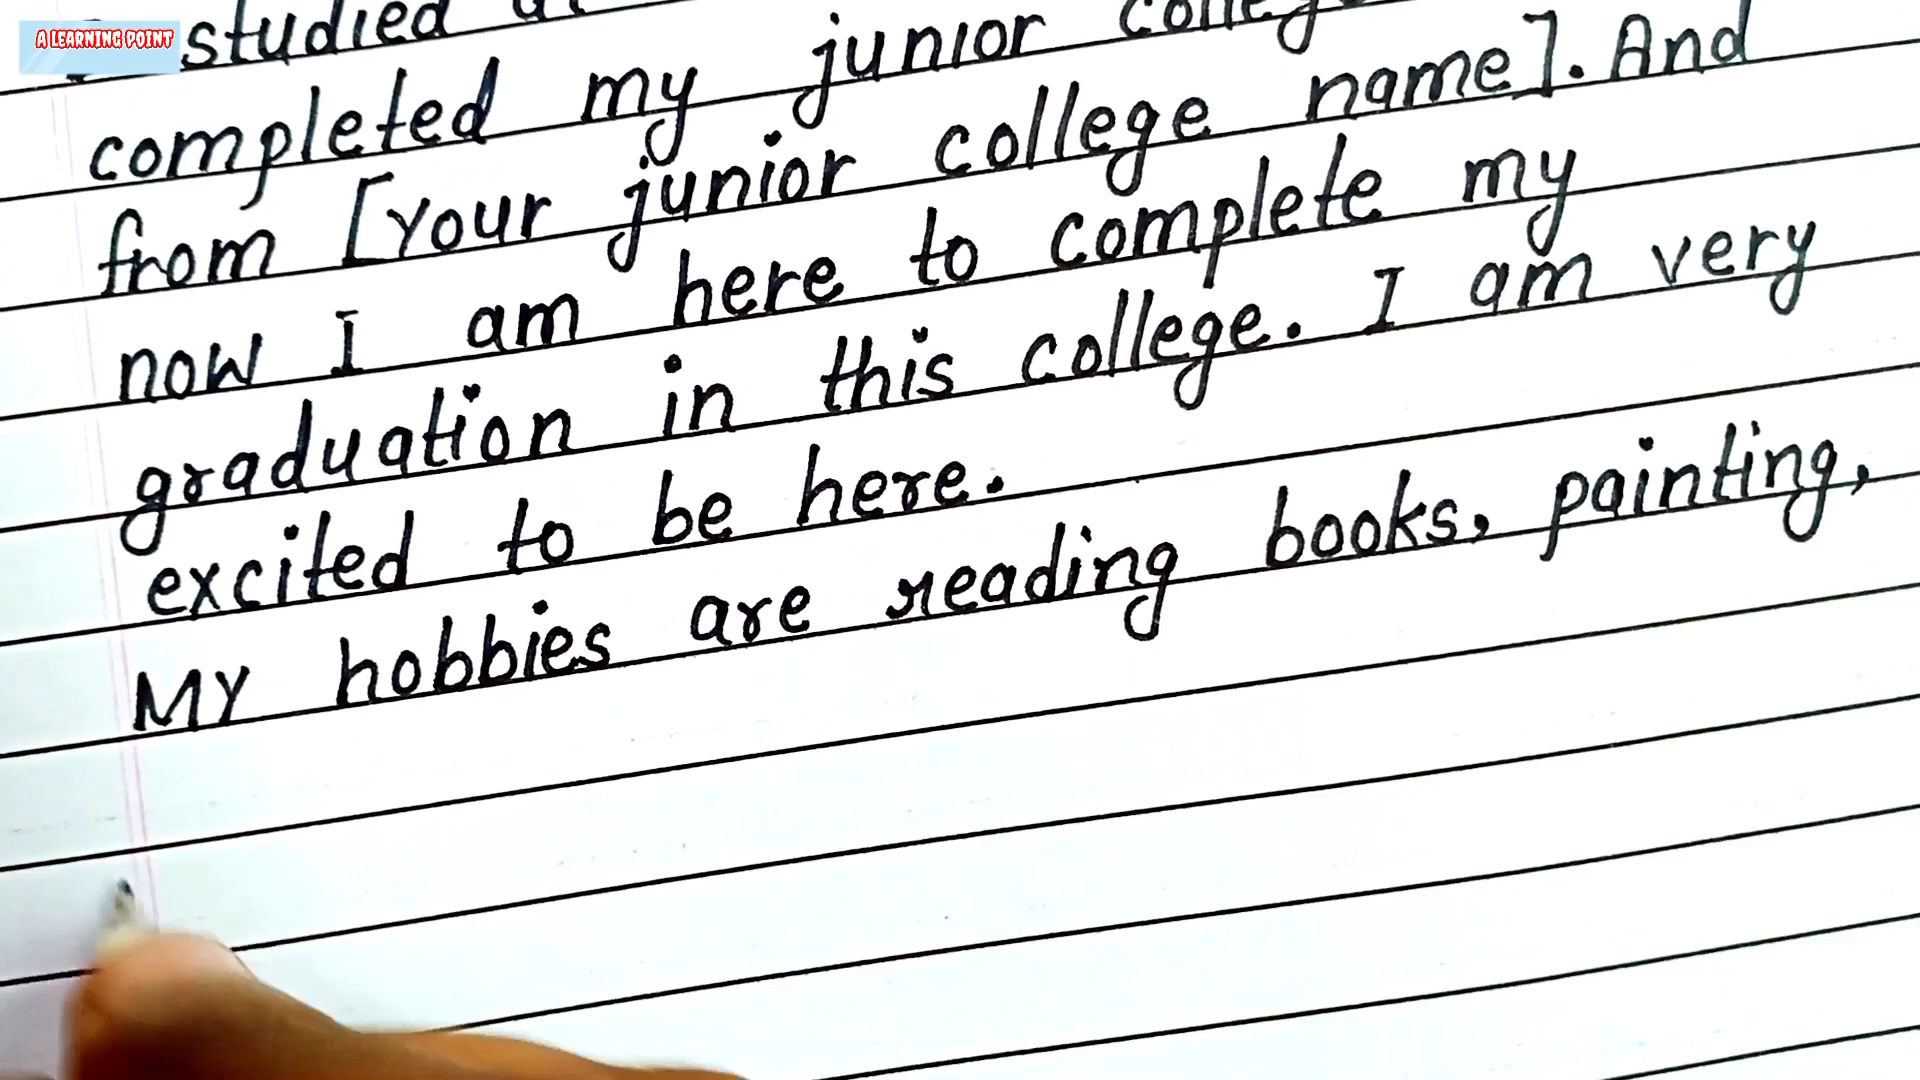 A LEARNING POINT
studied
completed my junior college
from [Your junior college name]. And
now I am here to complete my
graduation in this college. I am very
excited to be here.
My hobbies are reading books, painting,